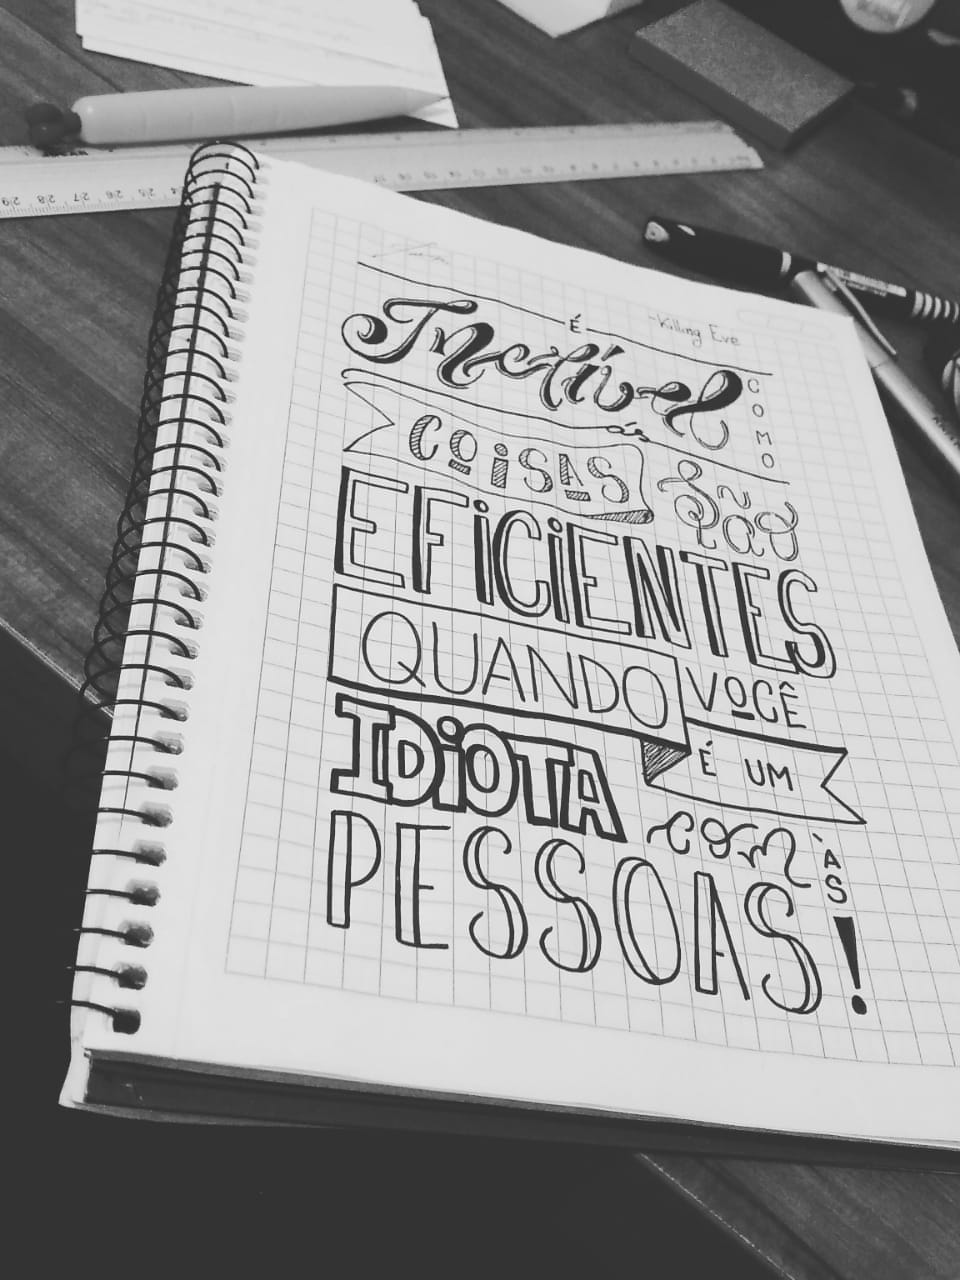 É
-Killing Eve
Incrível
COMO
as
COISAS
São
EFiCiENTES
QUANDO
VOCÊ
IDiOTA
É UM
com
ÀS
PESSOAS!
29 28 27 26 25 24